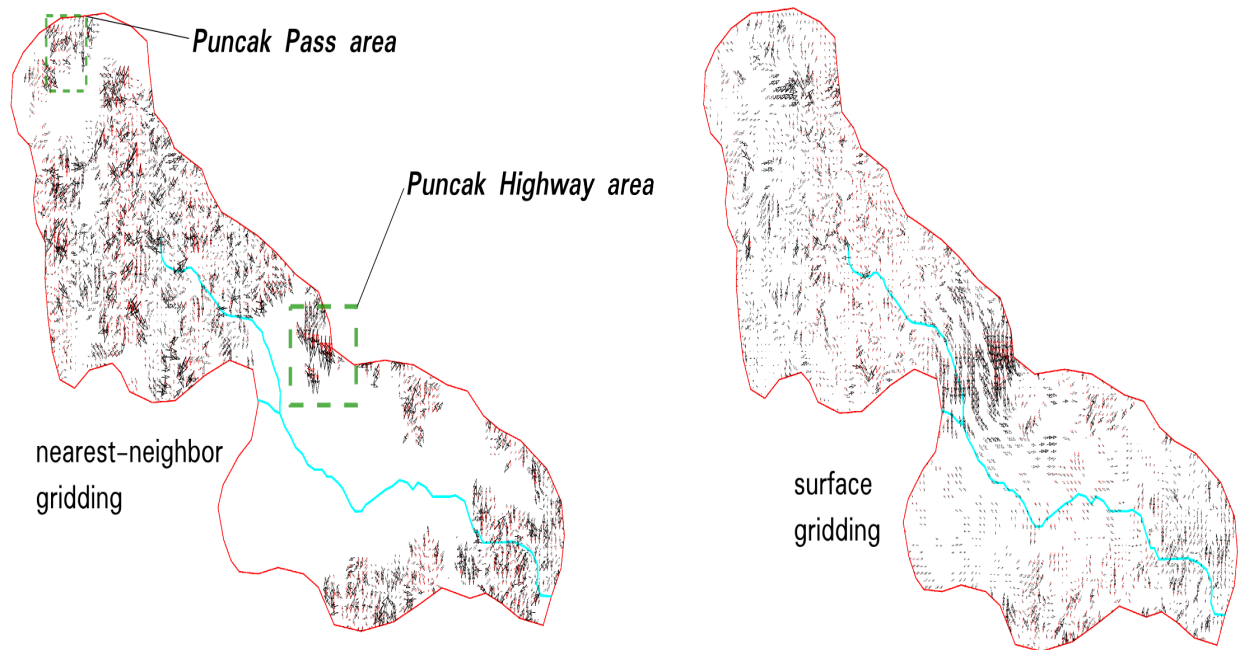 Puncak Pass area
Puncak Highway area
nearest-neighbor
gridding
surface
gridding